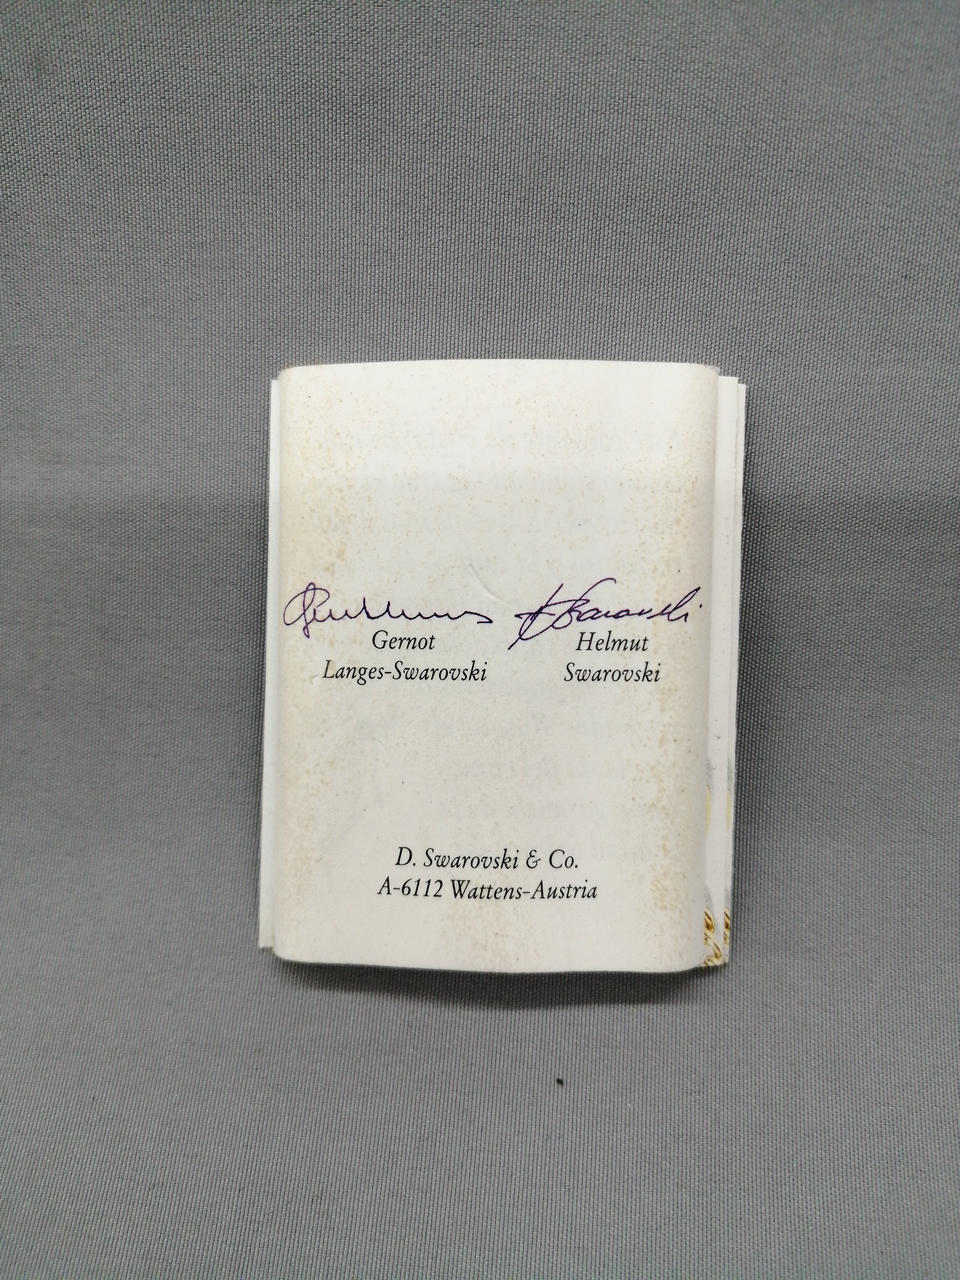 Gernot Helmut
Langes-Swarovski Swarovski
D. Swarovski & Co.
A-6112 Wattens-Austria